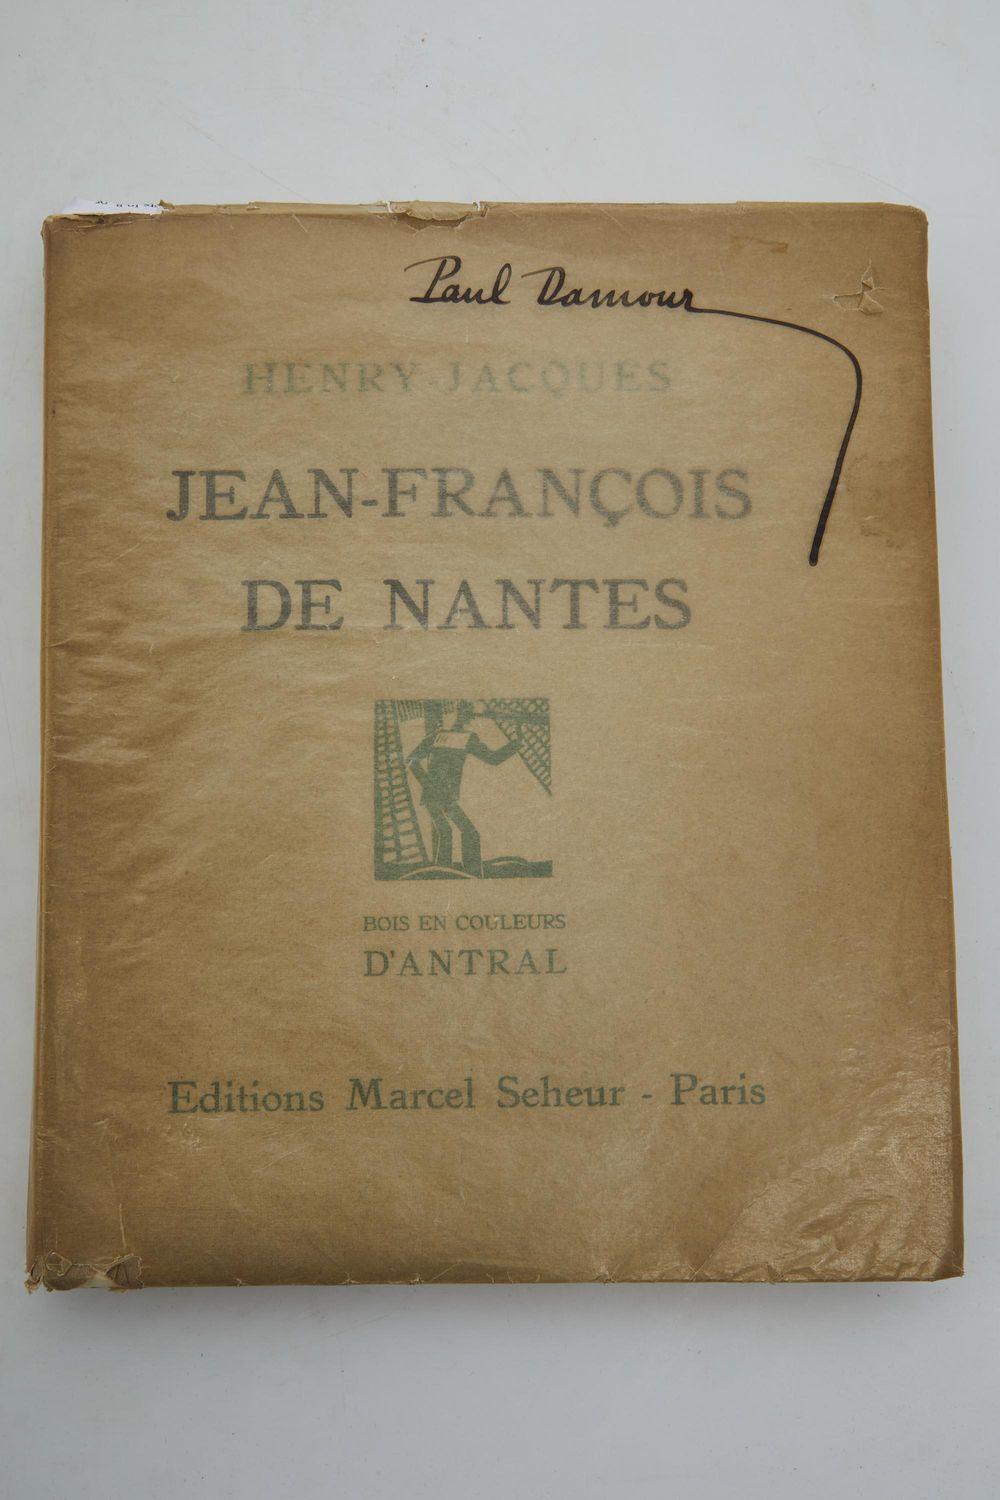 Paul Damour
HENRY-JACQUES
JEAN-FRANÇOIS
DE NANTES
BOIS EN COULEURS
D'ANTRAL
Editions Marcel Seheur - Paris